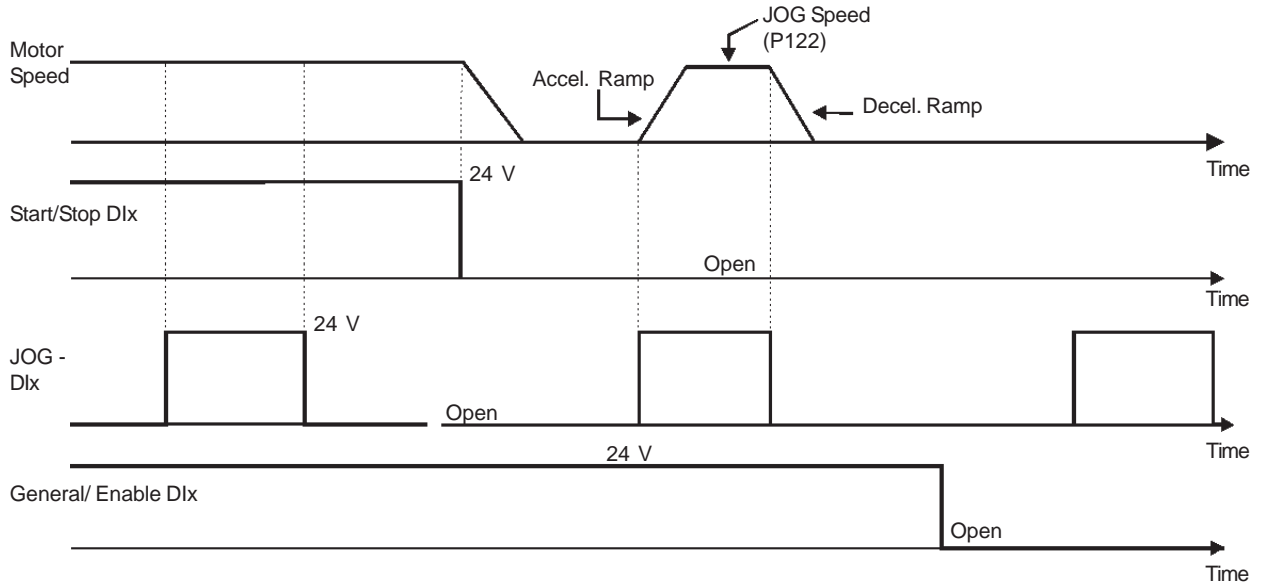 JOG Speed
(P122)
Motor
Speed
Accel. Ramp
Decel. Ramp
Time
24 V
Start/Stop DIx
Open
Time
24 V
JOG -
DIx
Open
Time
24 V
General/ Enable DIx
Open
Time